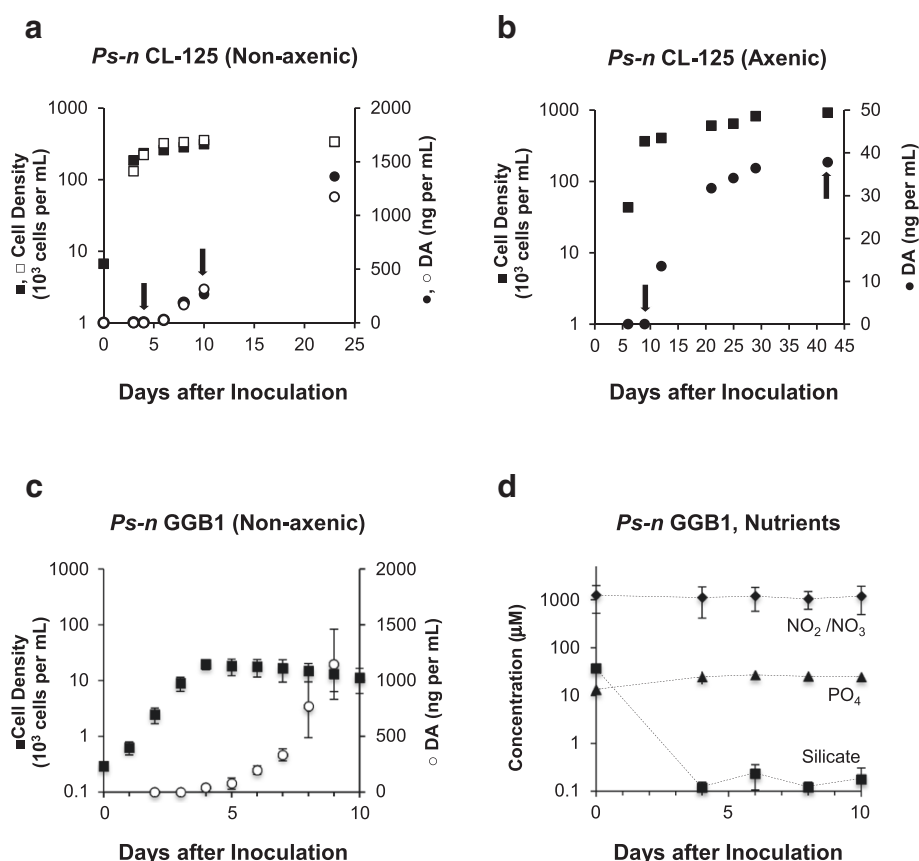 a
Ps-n CL-125 (Non-axenic)
1000
100
10
1
2000
1500
1000
500
0
■, □ Cell Density
(10³ cells per mL)
●, ○ DA (ng per mL)
0 5 10 15 20 25
Days after Inoculation
b
Ps-n CL-125 (Axenic)
1000
100
10
1
50
40
30
20
10
0
■ Cell Density
(10³ cells per mL)
● DA (ng per mL)
0 5 10 15 20 25 30 35 40 45
Days after Inoculation
c
Ps-n GGB1 (Non-axenic)
1000
100
10
1
0.1
2000
1500
1000
500
0
■ Cell Density
(10³ cells per mL)
○ DA (ng per mL)
0 5 10
Days after Inoculation
d
Ps-n GGB1, Nutrients
1000
100
10
1
0.1
Concentration (µM)
NO₂ /NO₃
PO₄
Silicate
0 2 4 6 8 10
Days after Inoculation